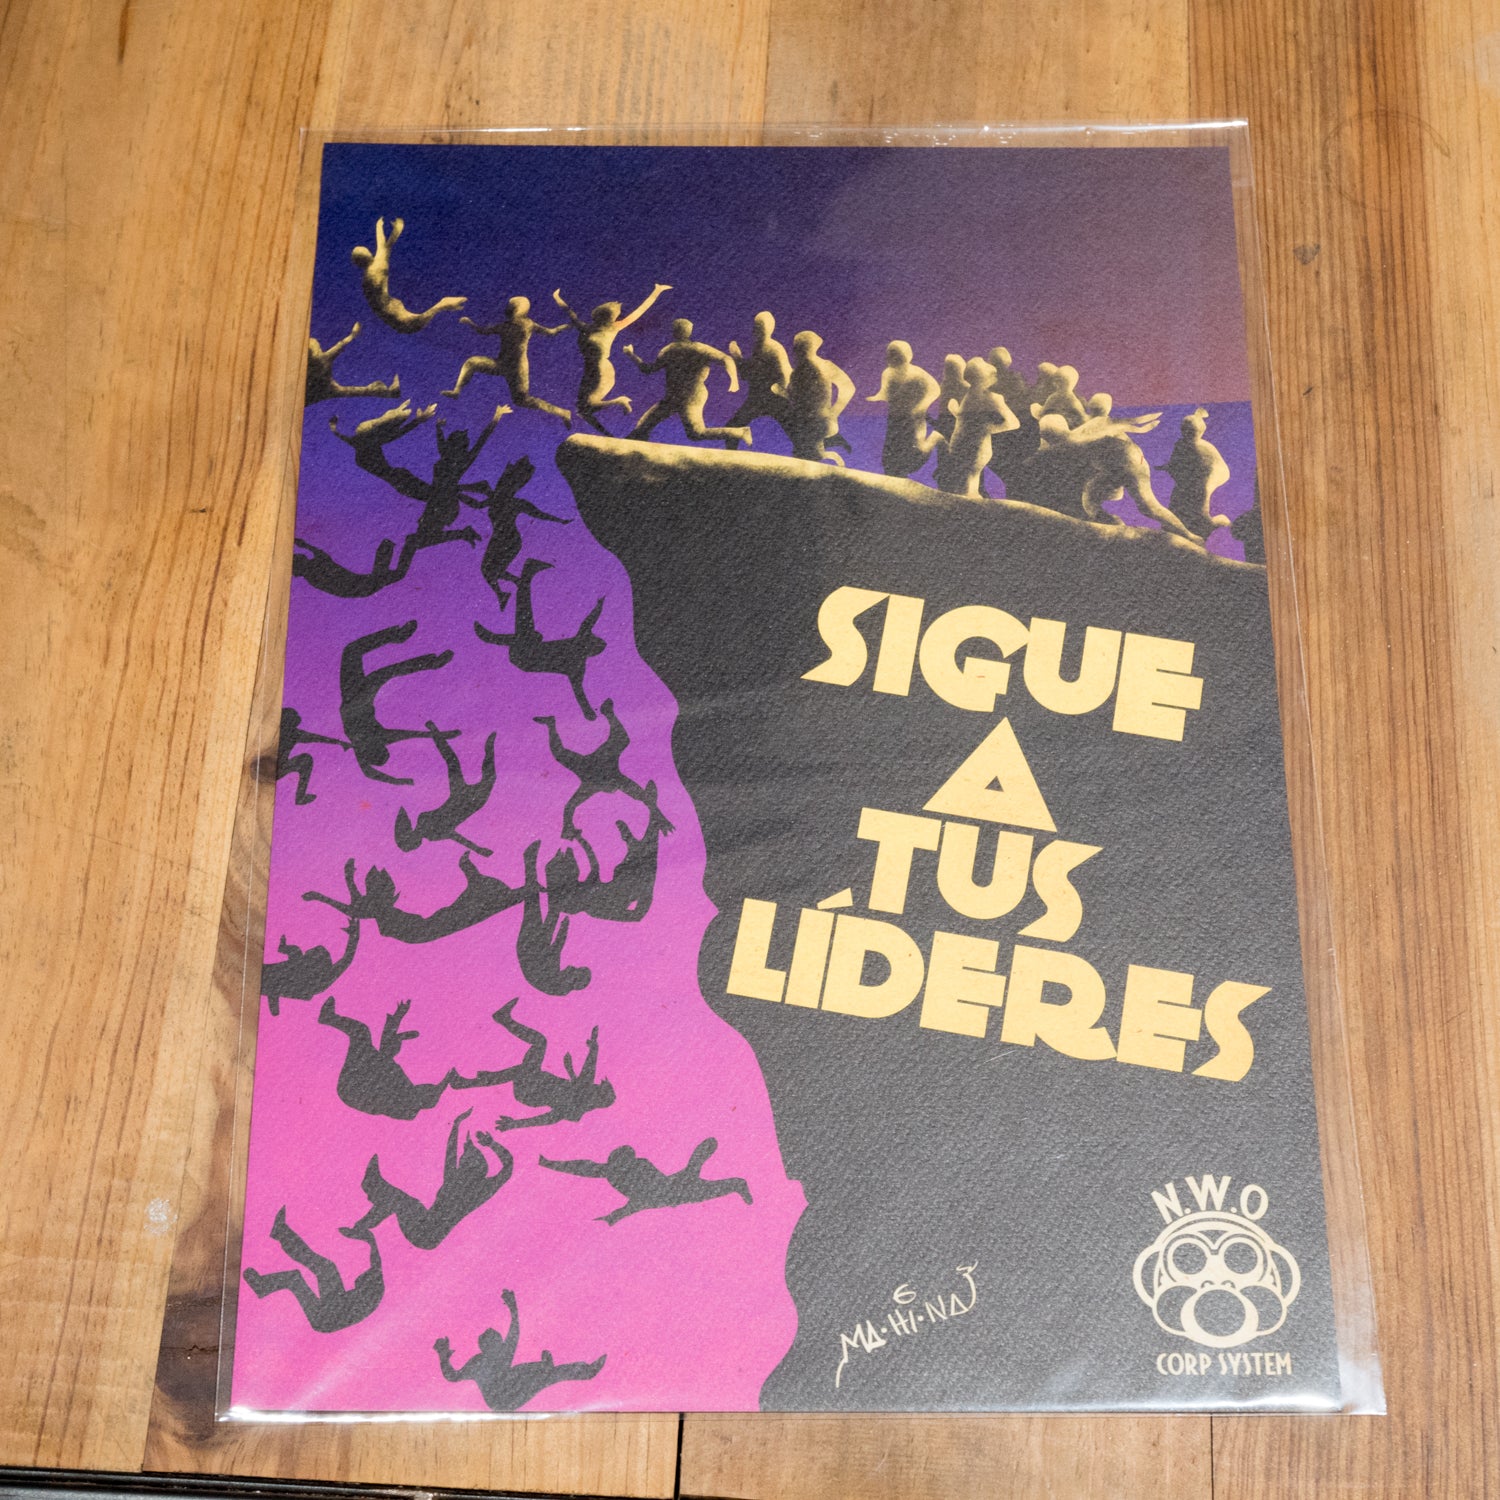 SIGUE
A
TUS
LÍDERES
N.W.O
CORP SYSTEM
MA·HI·NA